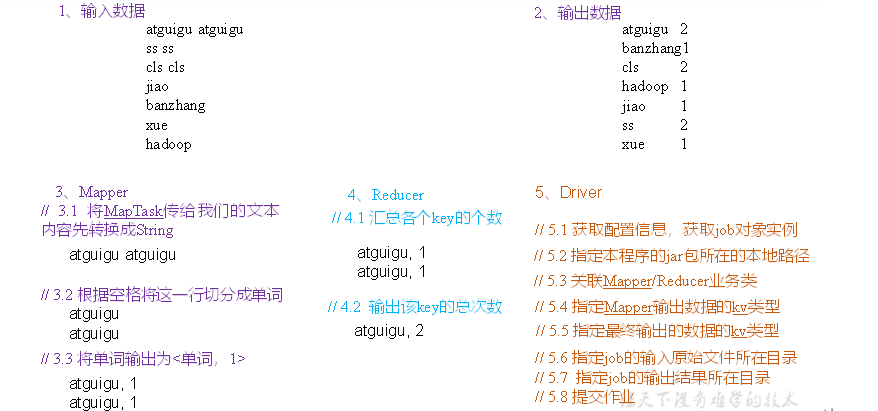 1、输入数据
atguigu atguigu
ss ss
cls cls
jiao
banzhang
xue
hadoop
2、输出数据
atguigu 2
banzhang1
cls 2
hadoop 1
jiao 1
ss 2
xue 1
3、Mapper
// 3.1 将MapTask传给我们的文本
内容先转换成String
atguigu atguigu
// 3.2 根据空格将这一行切分成单词
atguigu
atguigu
// 3.3 将单词输出为<单词，1>
atguigu, 1
atguigu, 1
4、Reducer
// 4.1 汇总各个key的个数
atguigu, 1
atguigu, 1
// 4.2 输出该key的总次数
atguigu, 2
5、Driver
// 5.1 获取配置信息，获取job对象实例
// 5.2 指定本程序的jar包所在的本地路径
// 5.3 关联Mapper/Reducer业务类
// 5.4 指定Mapper输出数据的kv类型
// 5.5 指定最终输出的数据的kv类型
// 5.6 指定job的输入原始文件所在目录
// 5.7 指定job的输出结果所在目录
// 5.8 提交作业
天下没有难学的技术